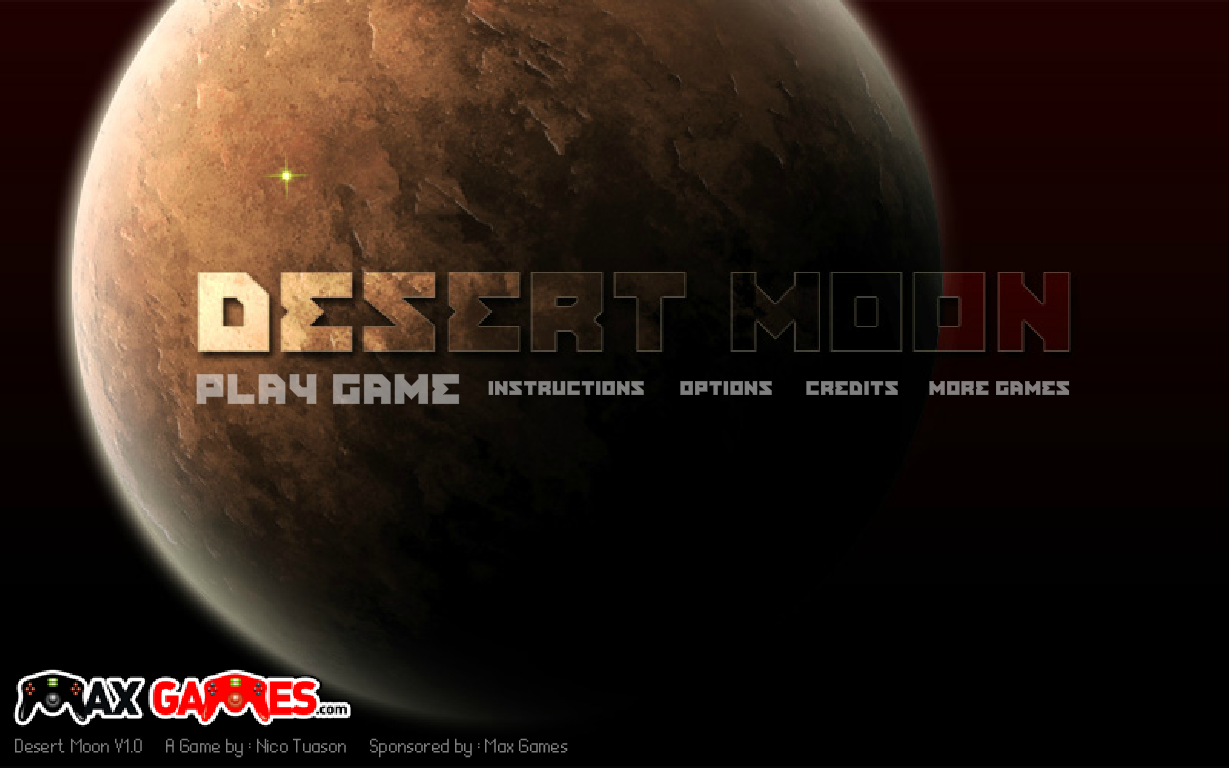 DESERT MOON
PLAY GAME INSTRUCTIONS OPTIONS CREDITS MORE GAMES
MAX GAMES.com
Desert Moon V1.0 A Game by : Nico Tuason Sponsored by : Max Games